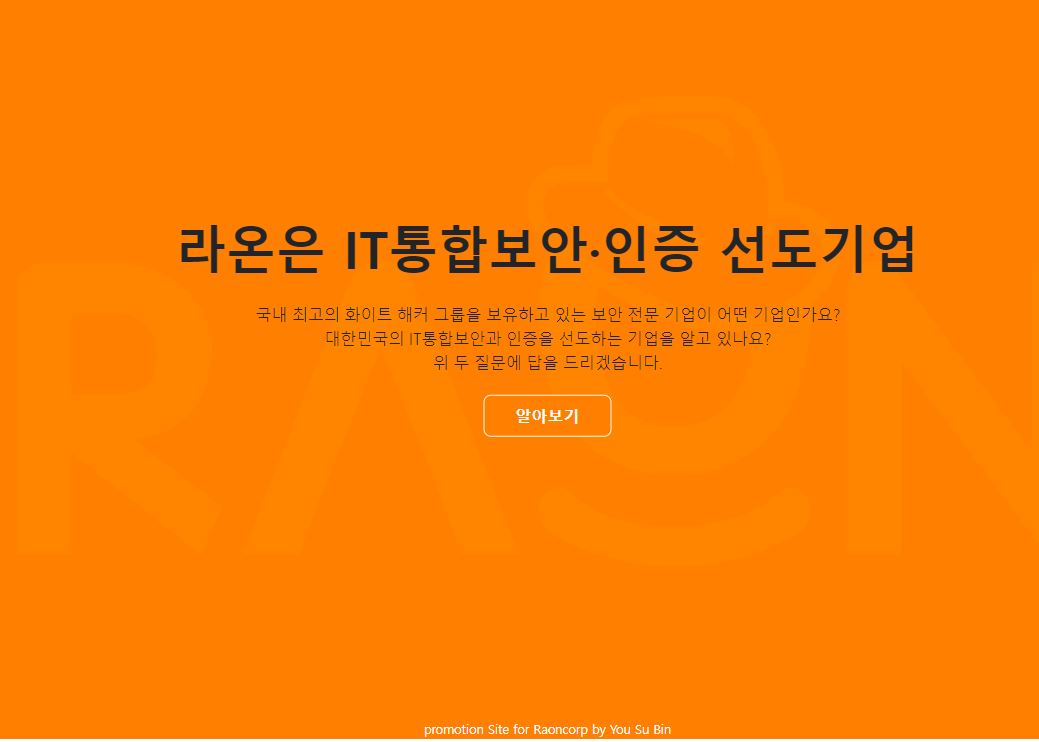 라온은 IT통합보안·인증 선도기업
국내 최고의 화이트 해커 그룹을 보유하고 있는 보안 전문 기업이 어떤 기업인가요?
대한민국의 IT통합보안과 인증을 선도하는 기업을 알고 있나요?
위 두 질문에 답을 드리겠습니다.
알아보기
RAON
promotion Site for Raoncorp by You Su Bin